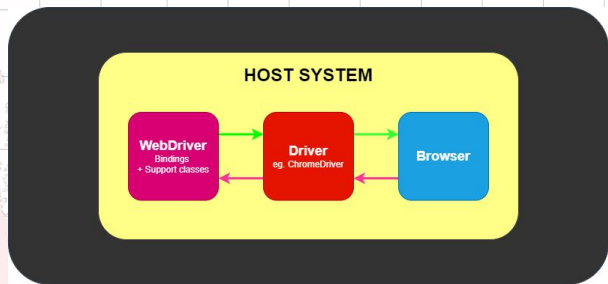 HOST SYSTEM
WebDriver
Bindings
+ Support classes
Driver
eg. ChromeDriver
Browser